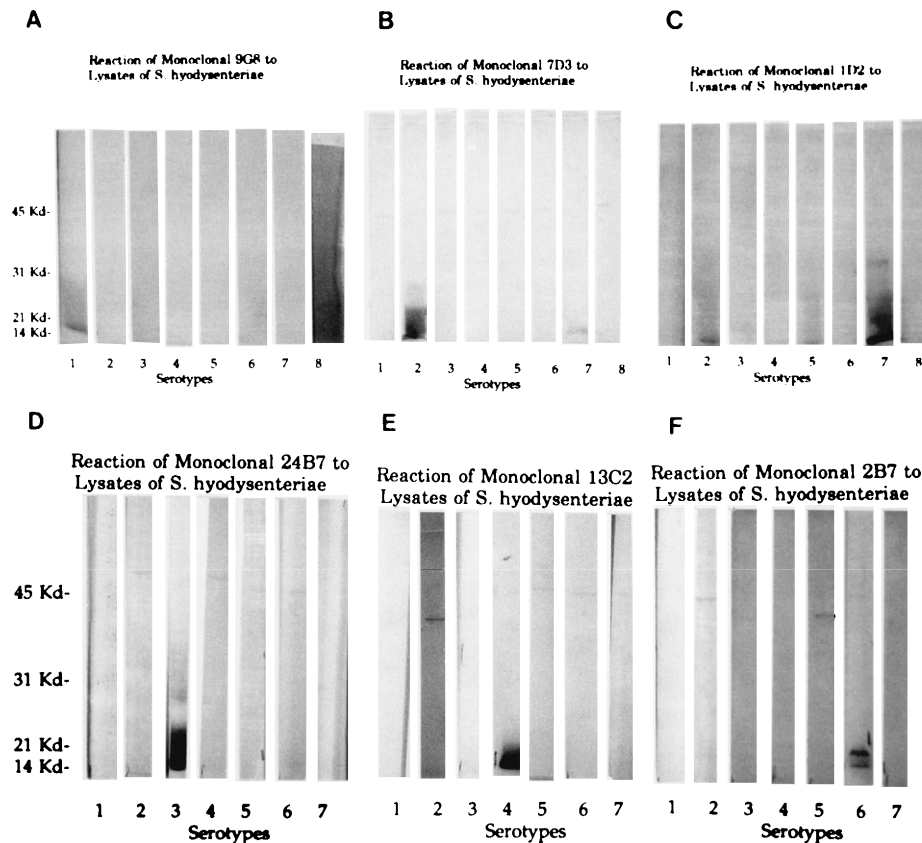 A
Reaction of Monoclonal 9G8 to
Lysates of S. hyodysenteriae
45 Kd-
31 Kd-
21 Kd-
14 Kd-
1 2 3 4 5 6 7 8
Serotypes
B
Reaction of Monoclonal 7D3 to
Lysates of S. hyodysenteriae
1 2 3 4 5 6 7 8
Serotypes
C
Reaction of Monoclonal 1D2 to
Lysates of S. hyodysenteriae
1 2 3 4 5 6 7 8
Serotypes
D
Reaction of Monoclonal 24B7 to
Lysates of S. hyodysenteriae
45 Kd-
31 Kd-
21 Kd-
14 Kd-
1 2 3 4 5 6 7
Serotypes
E
Reaction of Monoclonal 13C2
Lysates of S. hyodysenteriae
1 2 3 4 5 6 7
Serotypes
F
Reaction of Monoclonal 2B7 to
Lysates of S. hyodysenteriae
1 2 3 4 5 6 7
Serotypes